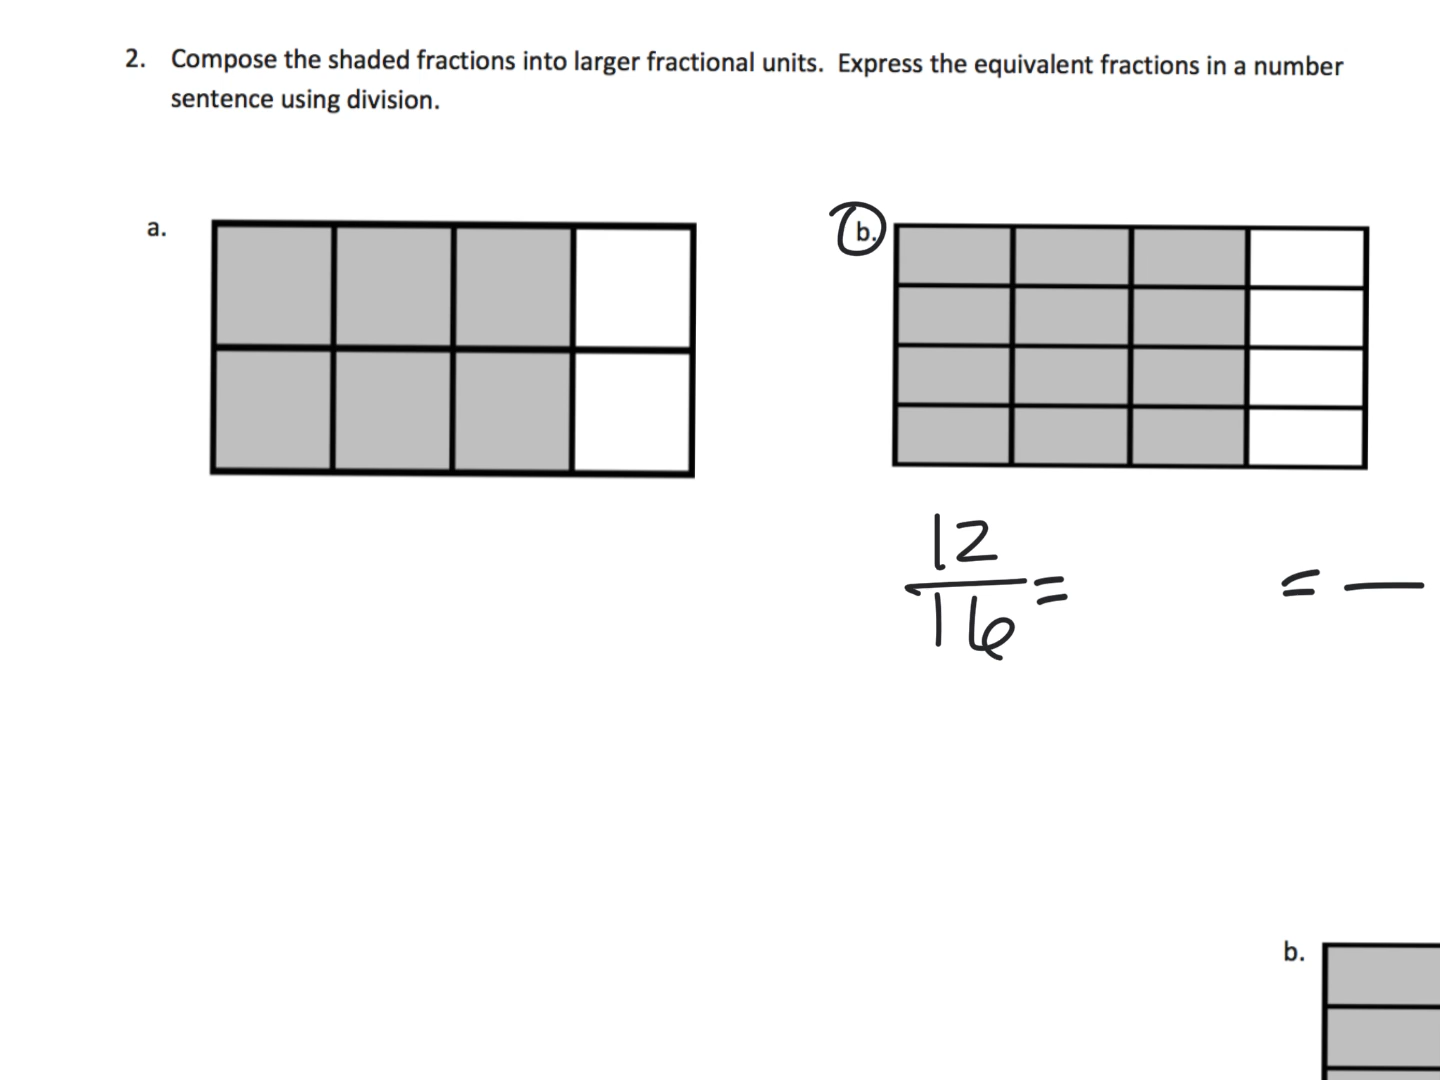 2. Compose the shaded fractions into larger fractional units. Express the equivalent fractions in a number
sentence using division.
a.
b.
12
16
=
= —
b.